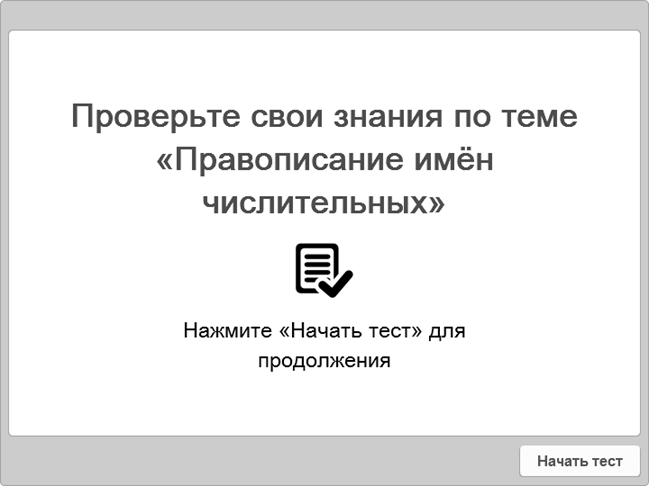 Проверьте свои знания по теме
«Правописание имён
числительных»
Нажмите «Начать тест» для
продолжения
Начать тест